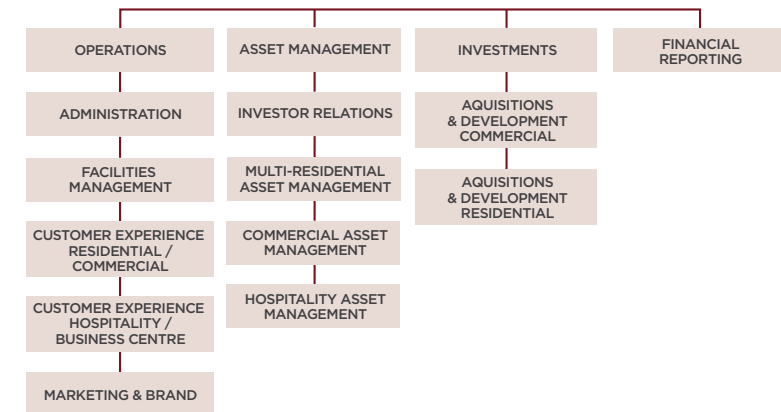 OPERATIONS
ADMINISTRATION
FACILITIES
MANAGEMENT
CUSTOMER EXPERIENCE
RESIDENTIAL /
COMMERCIAL
CUSTOMER EXPERIENCE
HOSPITALITY /
BUSINESS CENTRE
MARKETING & BRAND
ASSET MANAGEMENT
INVESTOR RELATIONS
MULTI-RESIDENTIAL
ASSET MANAGEMENT
COMMERCIAL ASSET
MANAGEMENT
HOSPITALITY ASSET
MANAGEMENT
INVESTMENTS
AQUISITIONS
& DEVELOPMENT
COMMERCIAL
AQUISITIONS
& DEVELOPMENT
RESIDENTIAL
FINANCIAL
REPORTING